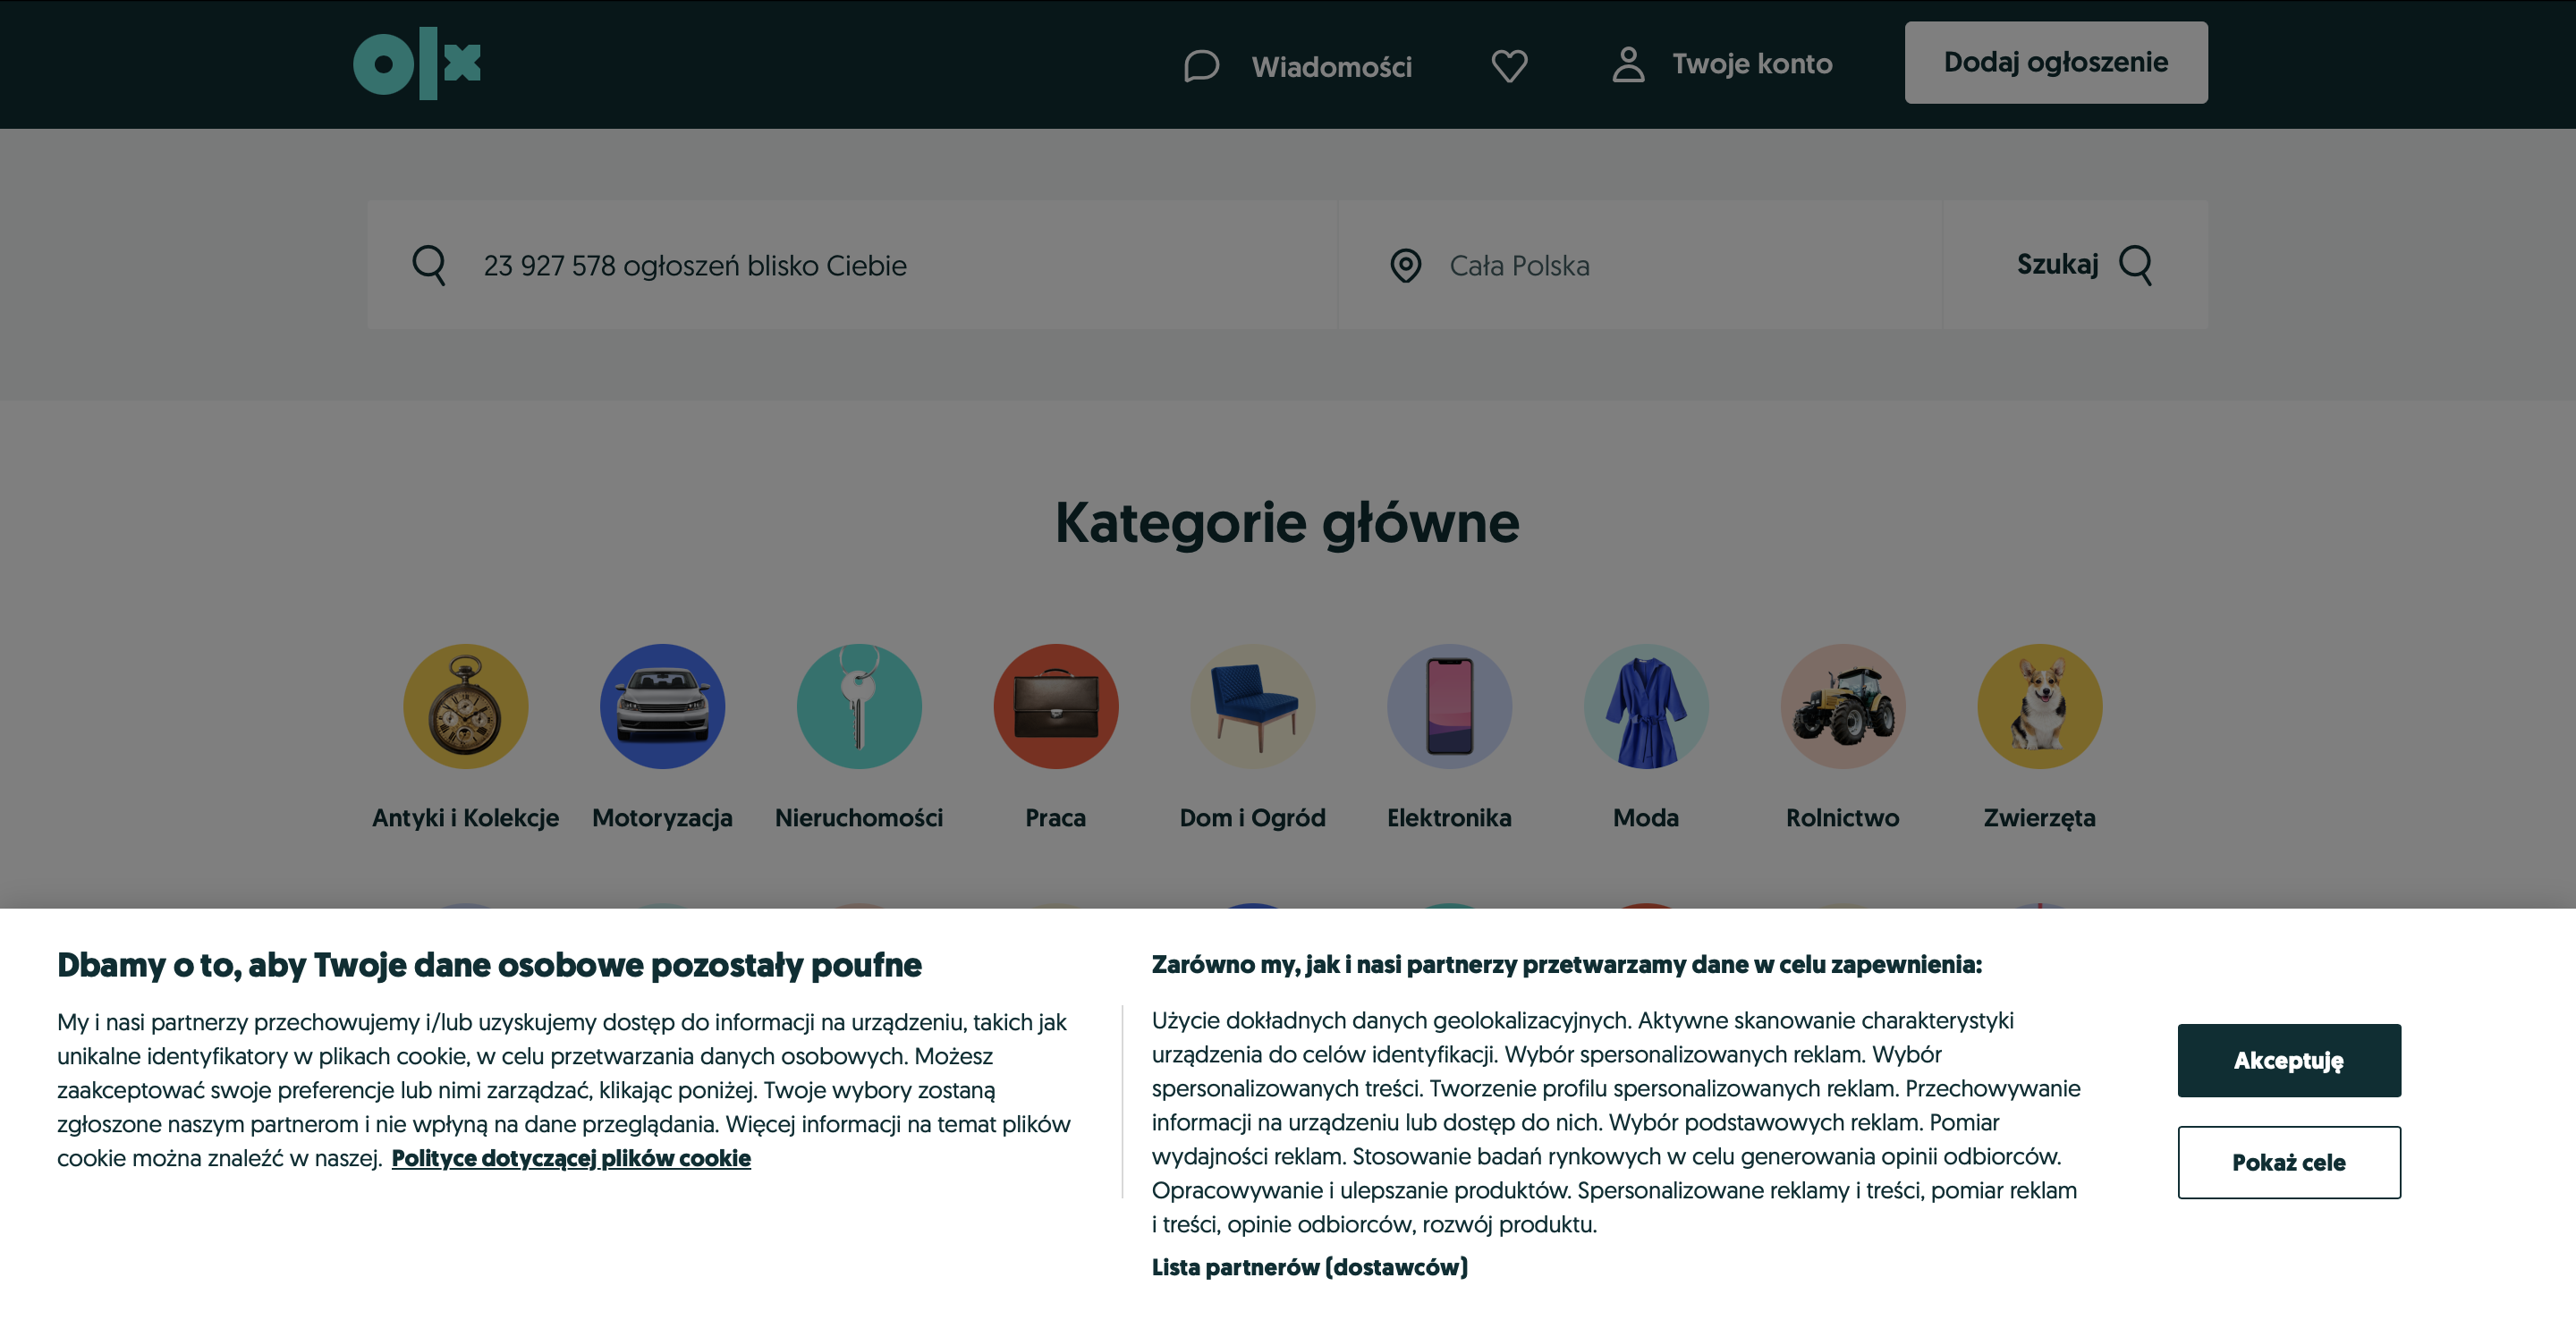 olx
Wiadomości
Twoje konto
Dodaj ogłoszenie
23 927 578 ogłoszeń blisko Ciebie
Cała Polska
Szukaj
Kategorie główne
Antyki i Kolekcje
Motoryzacja
Nieruchomości
Praca
Dom i Ogród
Elektronika
Moda
Rolnictwo
Zwierzęta
Dbamy o to, aby Twoje dane osobowe pozostały poufne
My i nasi partnerzy przechowujemy i/lub uzyskujemy dostęp do informacji na urządzeniu, takich jak
unikalne identyfikatory w plikach cookie, w celu przetwarzania danych osobowych. Możesz
zaakceptować swoje preferencje lub nimi zarządzać, klikając poniżej. Twoje wybory zostaną
zgłoszone naszym partnerom i nie wpłyną na dane przeglądania. Więcej informacji na temat plików
cookie można znaleźć w naszej. Polityce dotyczącej plików cookie
Zarówno my, jak i nasi partnerzy przetwarzamy dane w celu zapewnienia:
Użycie dokładnych danych geolokalizacyjnych. Aktywne skanowanie charakterystyki
urządzenia do celów identyfikacji. Wybór spersonalizowanych reklam. Wybór
spersonalizowanych treści. Tworzenie profilu spersonalizowanych reklam. Przechowywanie
informacji na urządzeniu lub dostęp do nich. Wybór podstawowych reklam. Pomiar
wydajności reklam. Stosowanie badań rynkowych w celu generowania opinii odbiorców.
Opracowywanie i ulepszanie produktów. Spersonalizowane reklamy i treści, pomiar reklam
i treści, opinie odbiorców, rozwój produktu.
Lista partnerów (dostawców)
Akceptuję
Pokaż cele